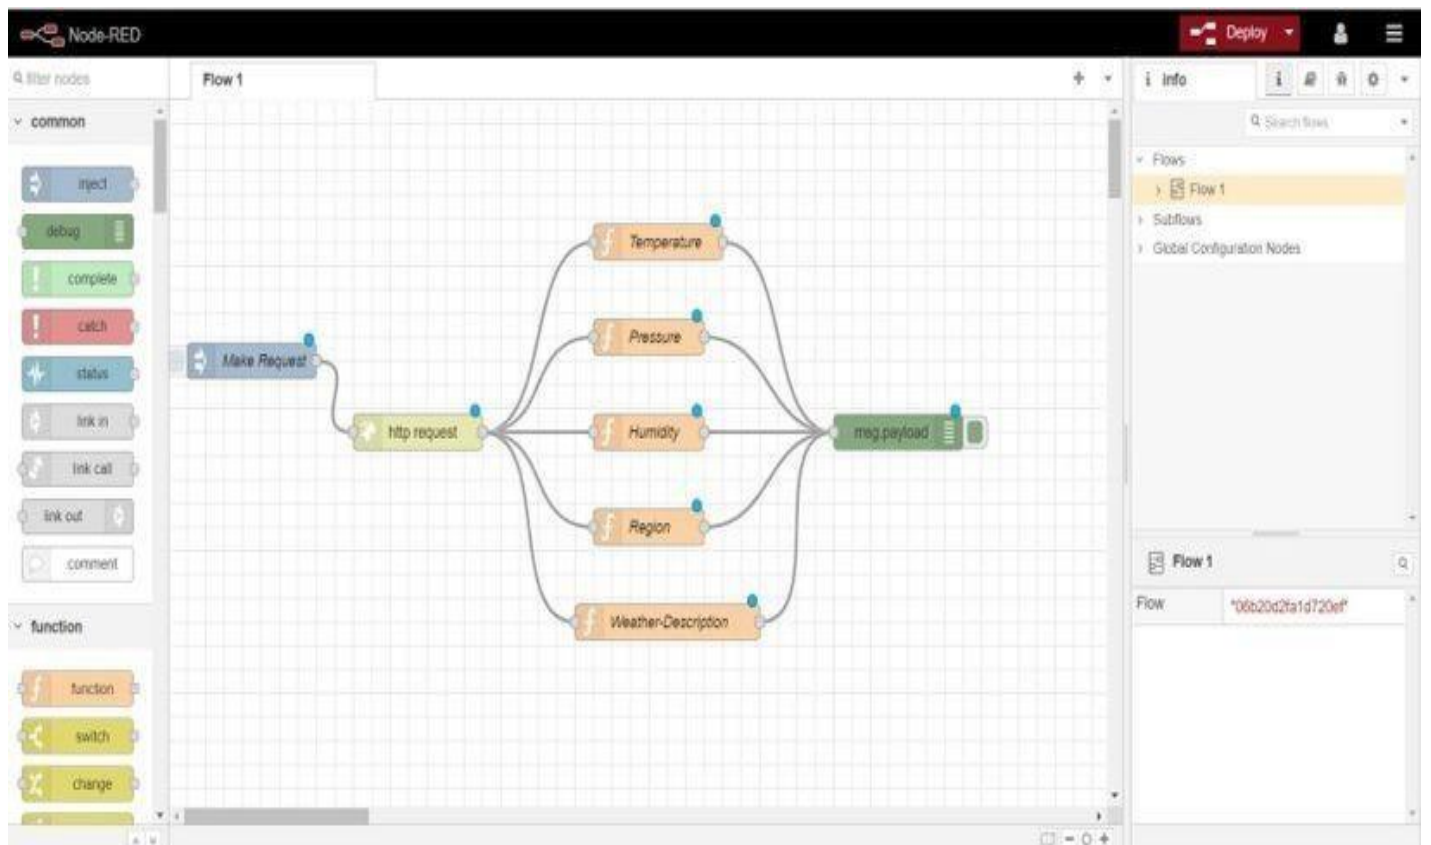 Node-RED
Deploy
filter nodes
Flow 1
i Info
Search flows
common
inject
debug
complete
catch
status
link in
link call
link out
comment
function
function
switch
change
Make Request
http request
Temperature
Pressure
Humidity
Region
Weather-Description
msg.payload
Flows
Flow 1
Subflows
Global Configuration Nodes
Flow 1
Flow
"06b20d2fa1d720ef"